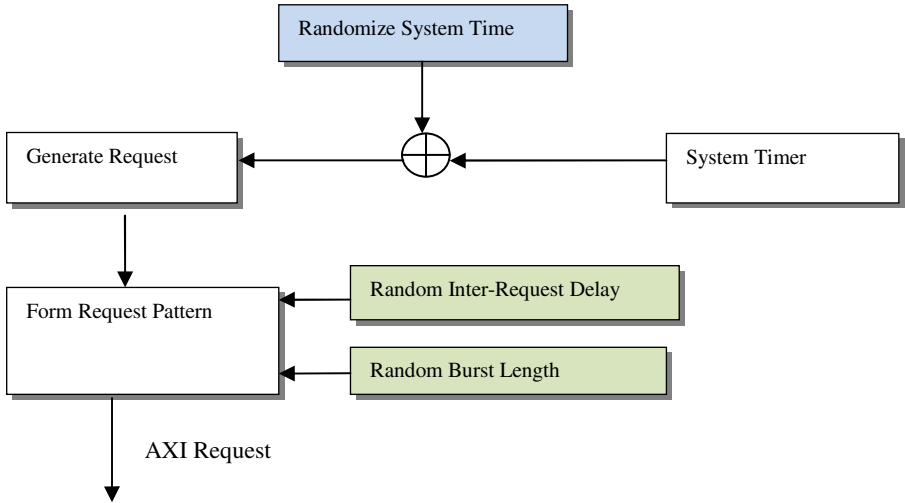 Randomize System Time
Generate Request
System Timer
Form Request Pattern
Random Inter-Request Delay
Random Burst Length
AXI Request